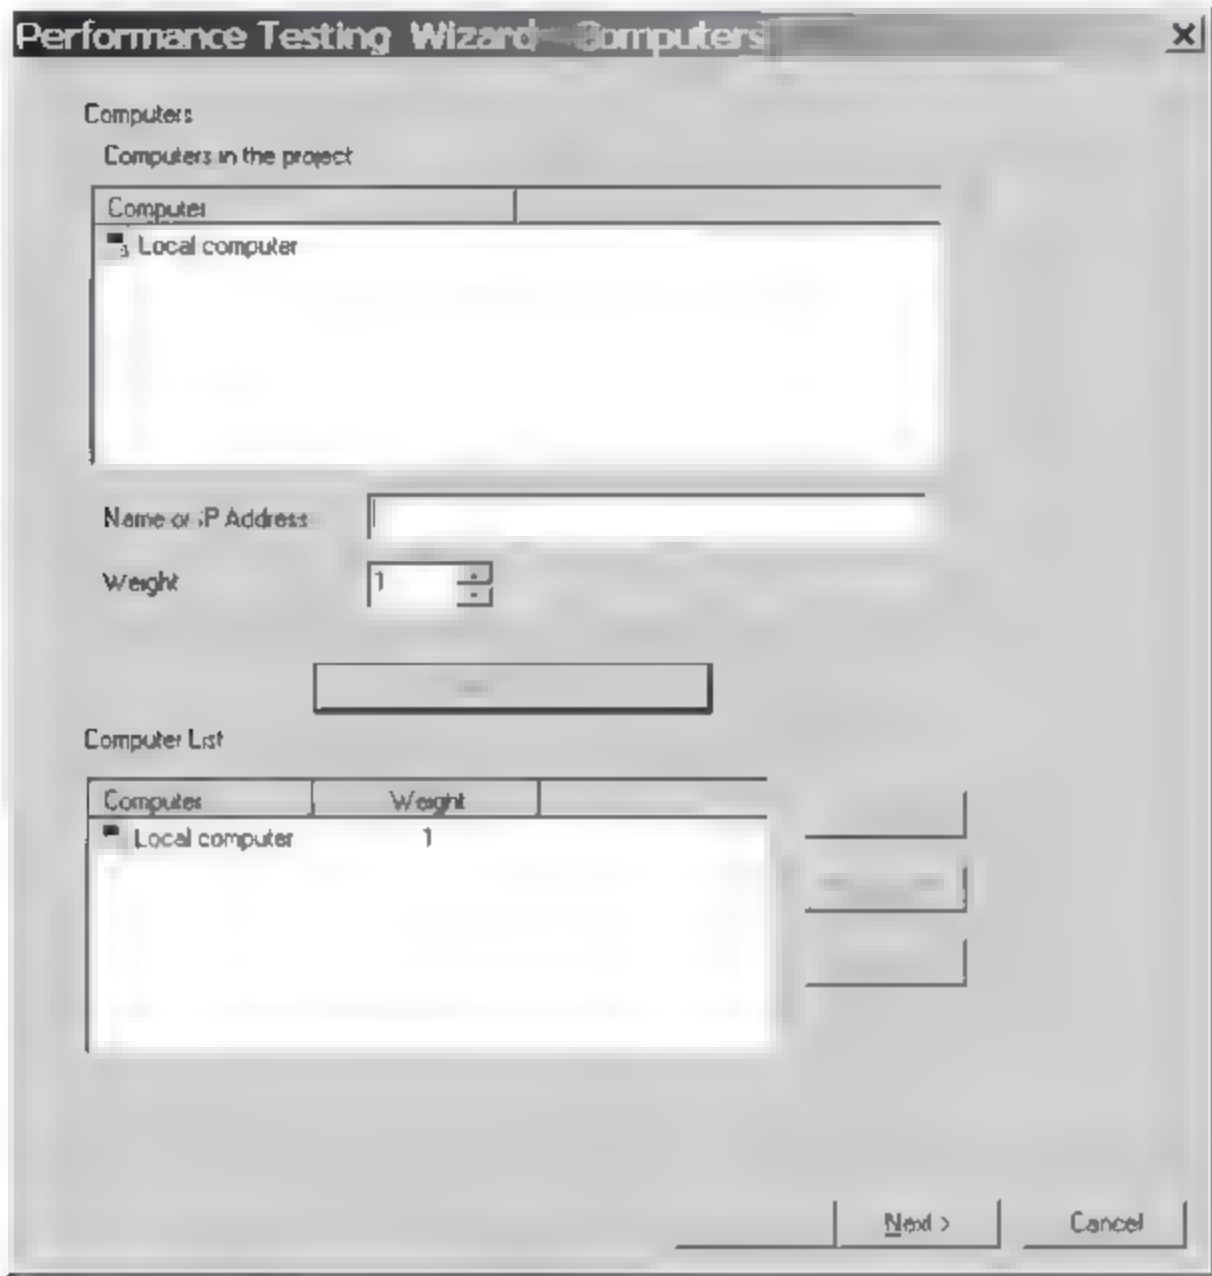 Performance Testing Wizard - Computers
Computers
Computers in the project
Computer
Local computer
Name or IP Address
Weight
1
Computer List
Computer Weight
Local computer 1
Next >
Cancel